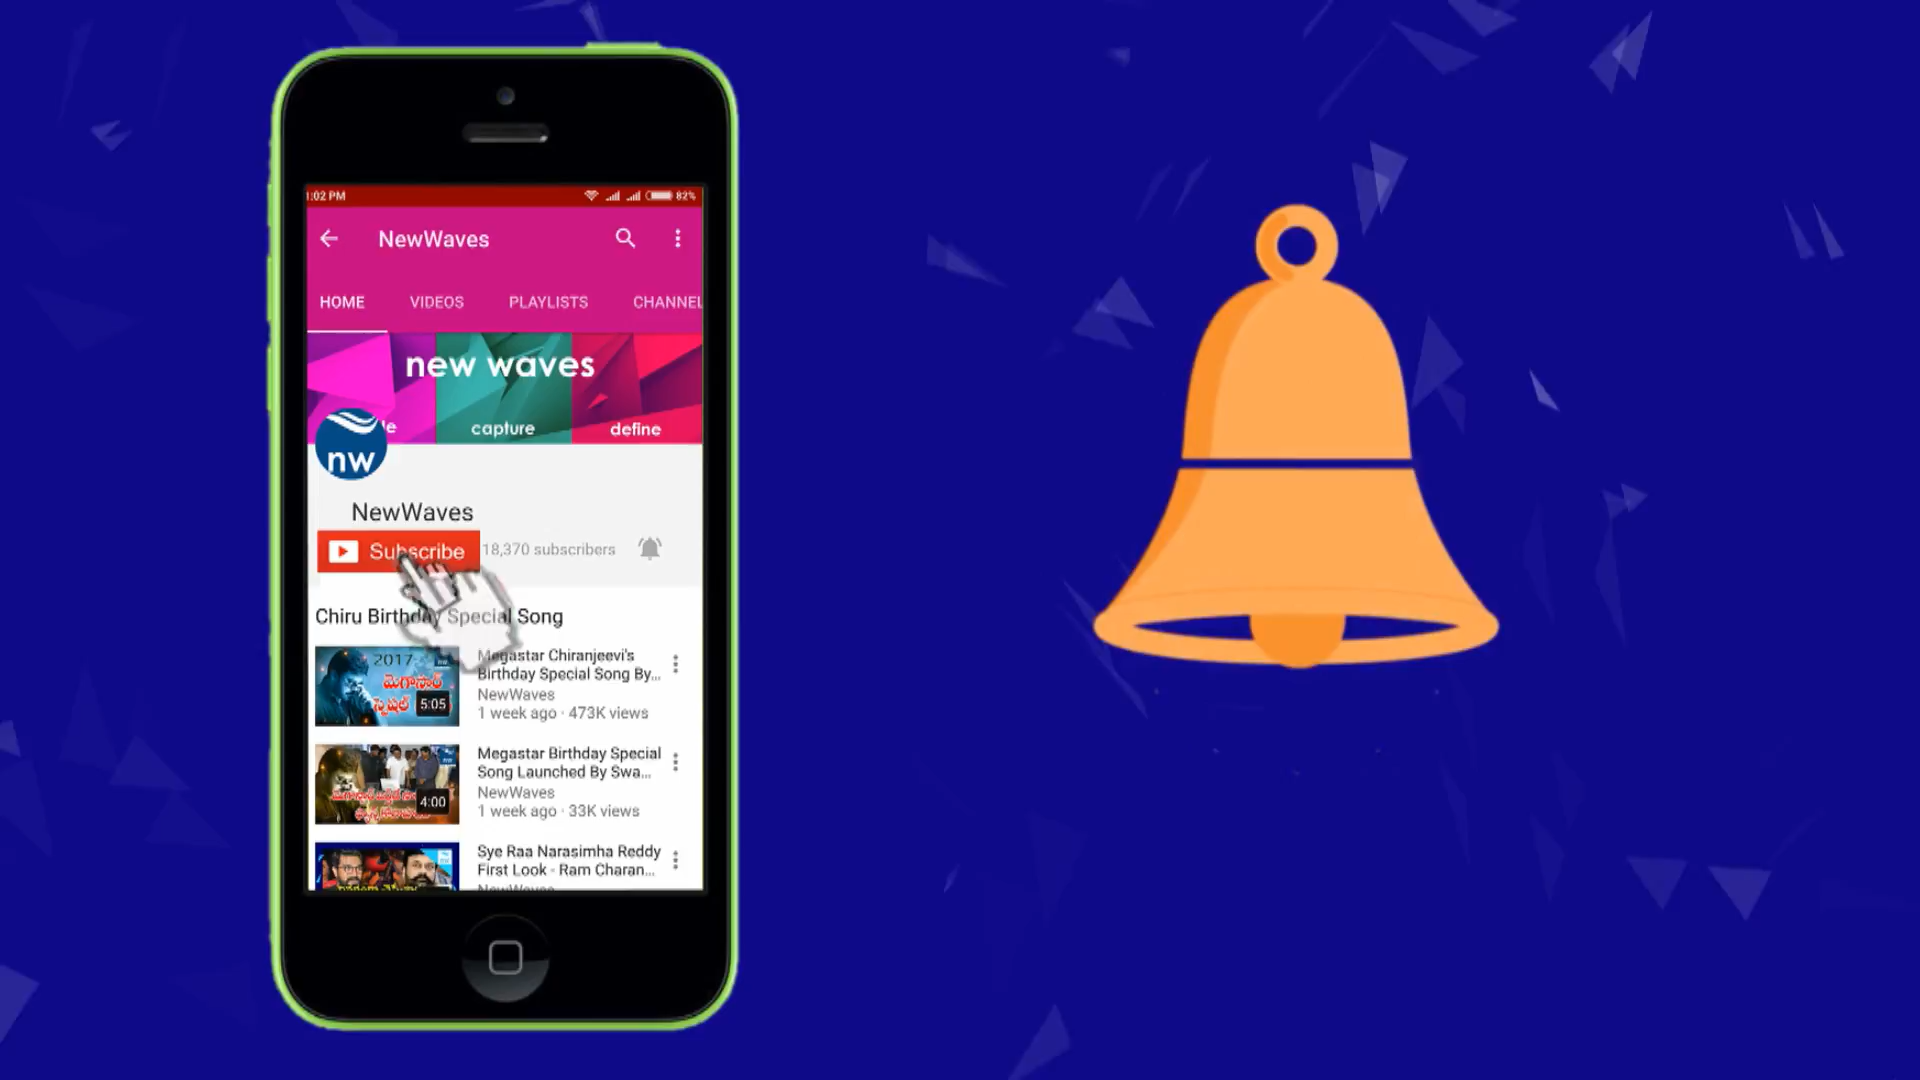 1:02 PM
82%
NewWaves
HOME VIDEOS PLAYLISTS CHANNEL
new waves
capture
define
nw
NewWaves
Subscribe
18,370 subscribers
Chiru Birthday Special Song
2017
మెగాస్టార్
స్పెషల్
5:05
Megastar Chiranjeevi's
Birthday Special Song By...
NewWaves
1 week ago · 473K views
4:00
Megastar Birthday Special
Song Launched By Swa...
NewWaves
1 week ago · 33K views
Sye Raa Narasimha Reddy
First Look - Ram Charan...
NewWaves